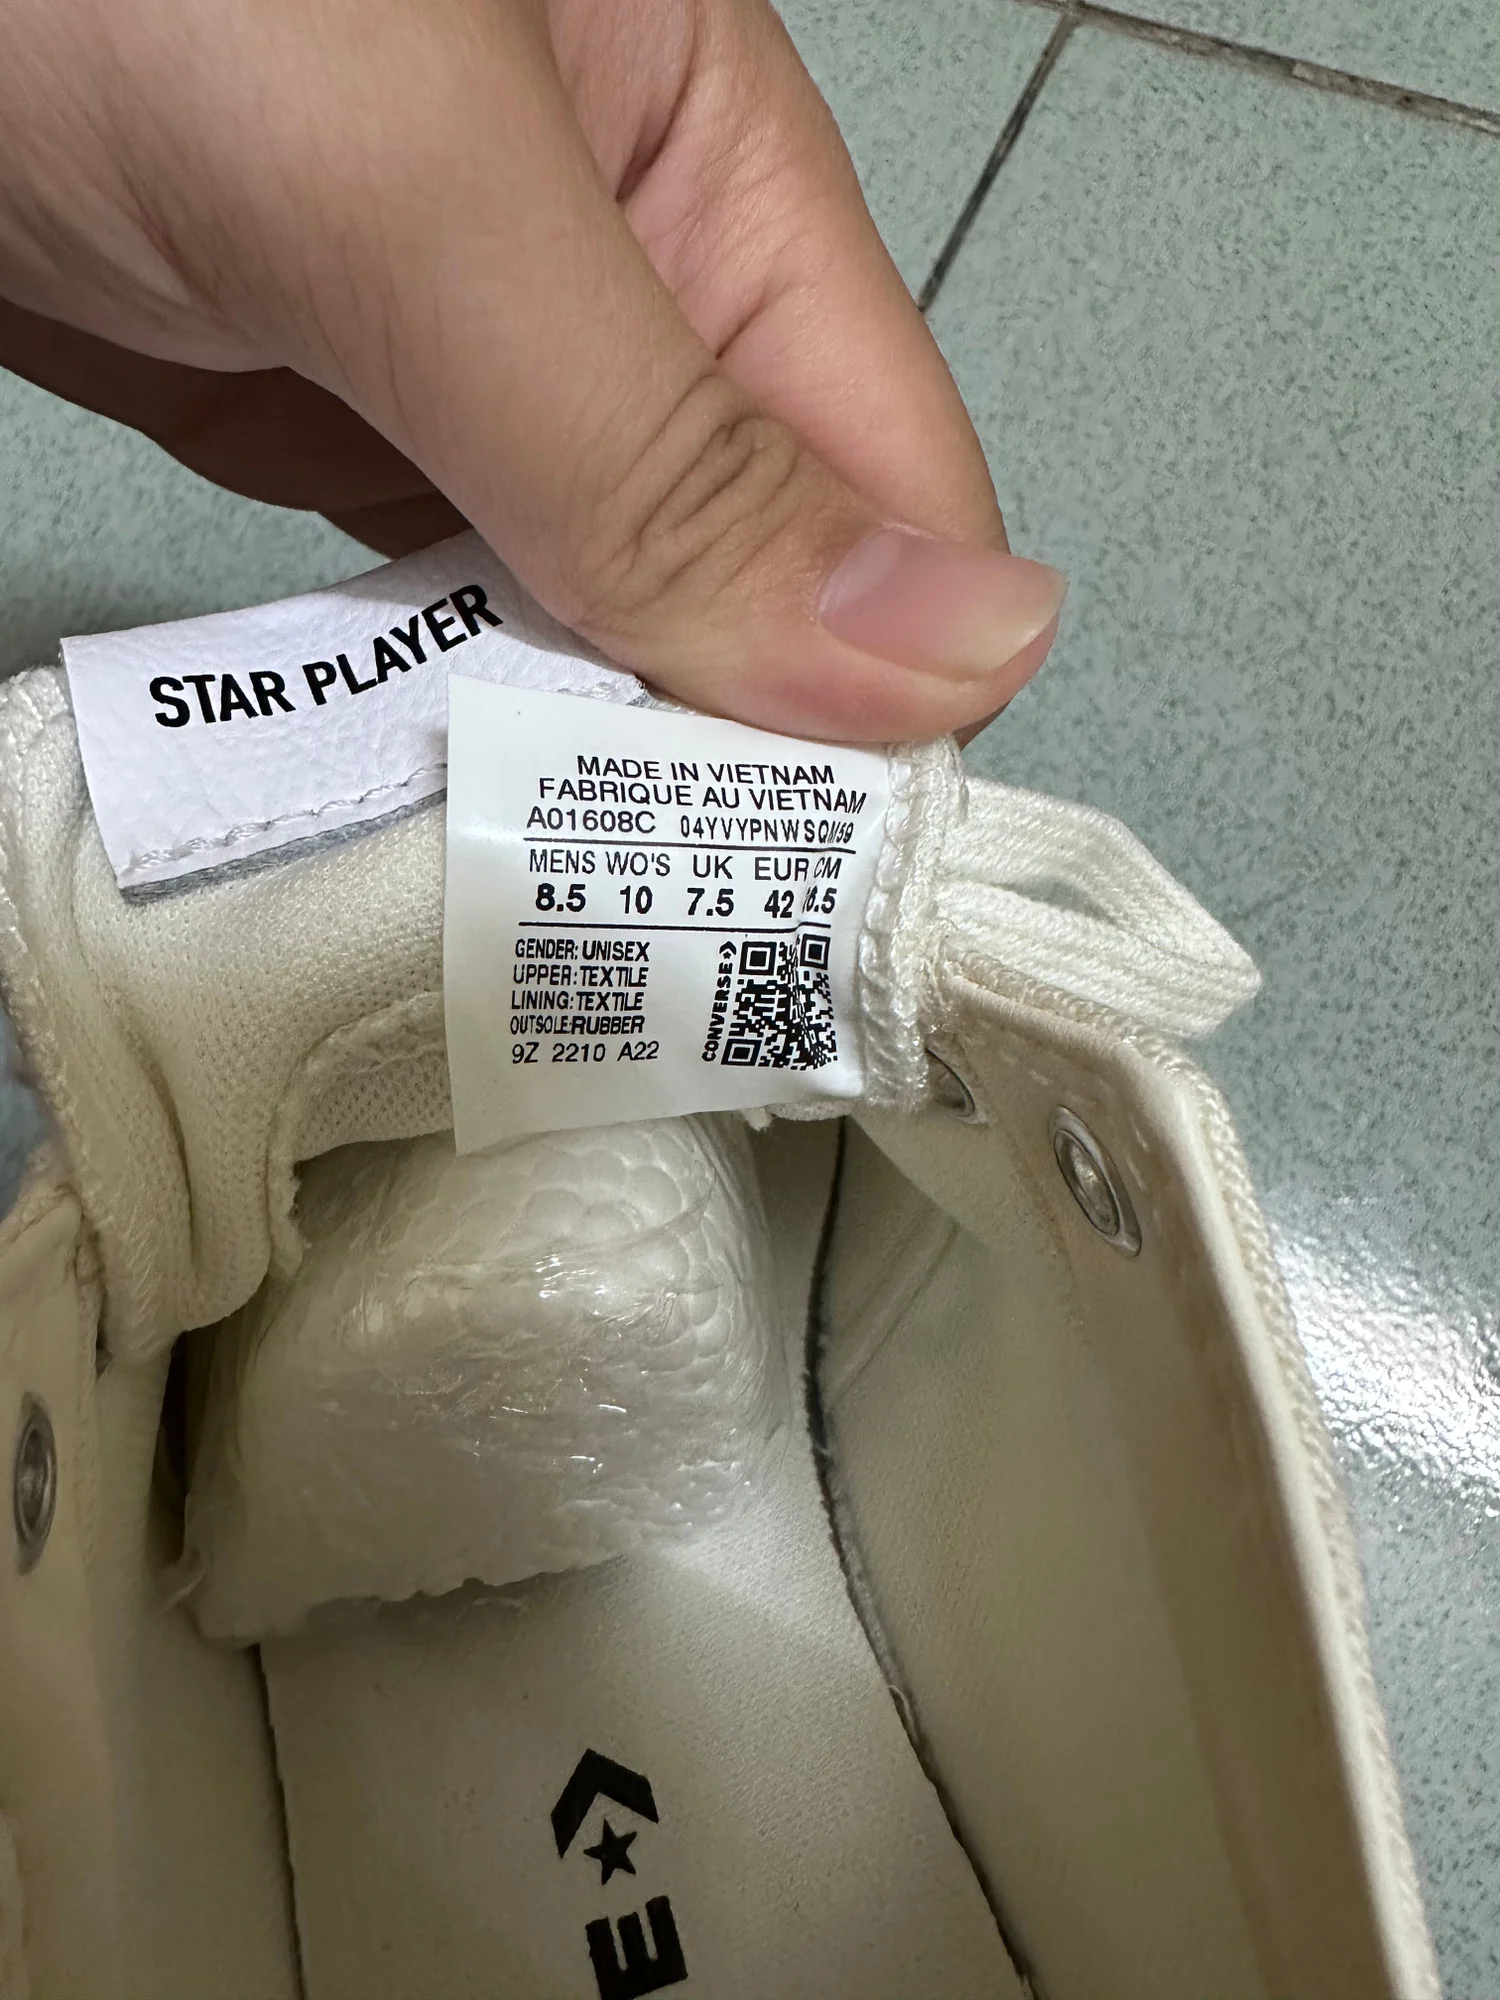 STAR PLAYER
MADE IN VIETNAM
FABRIQUE AU VIETNAM
A01608C 04YVYPNWSQM59
MENS WO'S UK EUR CM
8.5 10 7.5 42
GENDER: UNISEX
UPPER: TEXTILE
LINING: TEXTILE
OUTSOLE:RUBBER
9Z 2210 A22
CONVERSE
E